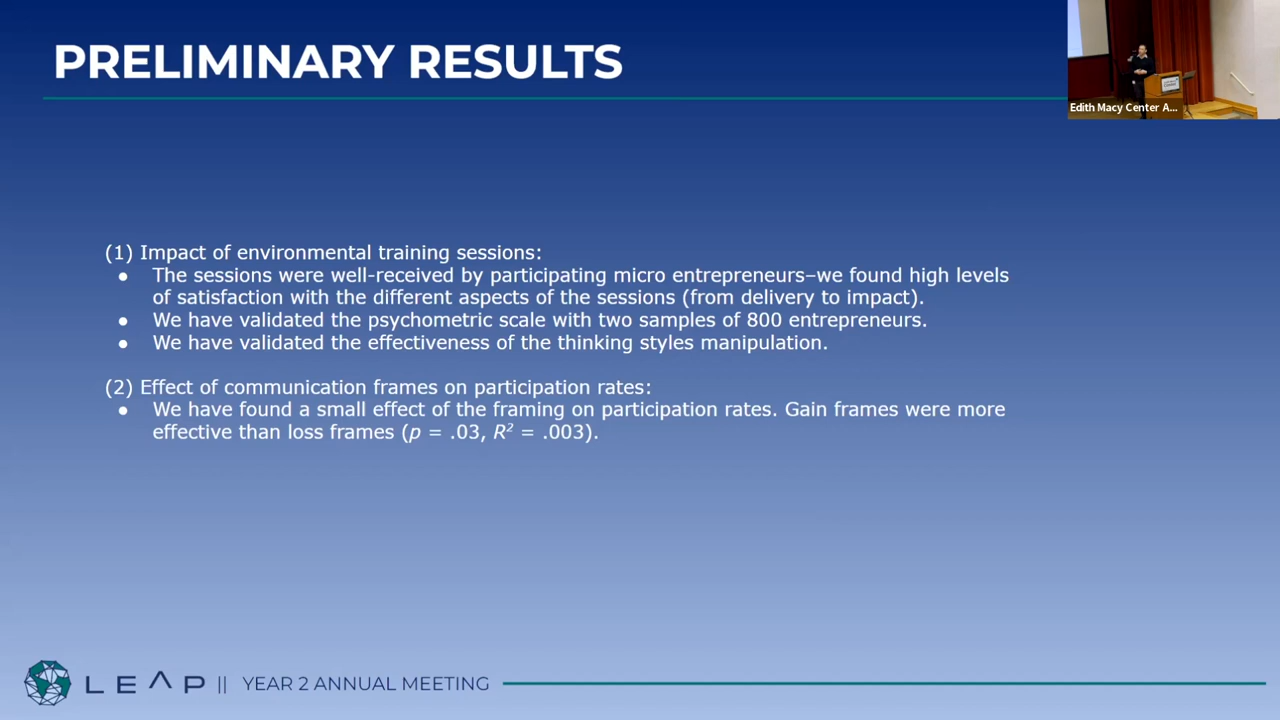 PRELIMINARY RESULTS
Edith Macy Center A...
(1) Impact of environmental training sessions:
● The sessions were well-received by participating micro entrepreneurs–we found high levels
of satisfaction with the different aspects of the sessions (from delivery to impact).
● We have validated the psychometric scale with two samples of 800 entrepreneurs.
● We have validated the effectiveness of the thinking styles manipulation.
(2) Effect of communication frames on participation rates:
● We have found a small effect of the framing on participation rates. Gain frames were more
effective than loss frames (p = .03, R² = .003).
LE^P || YEAR 2 ANNUAL MEETING